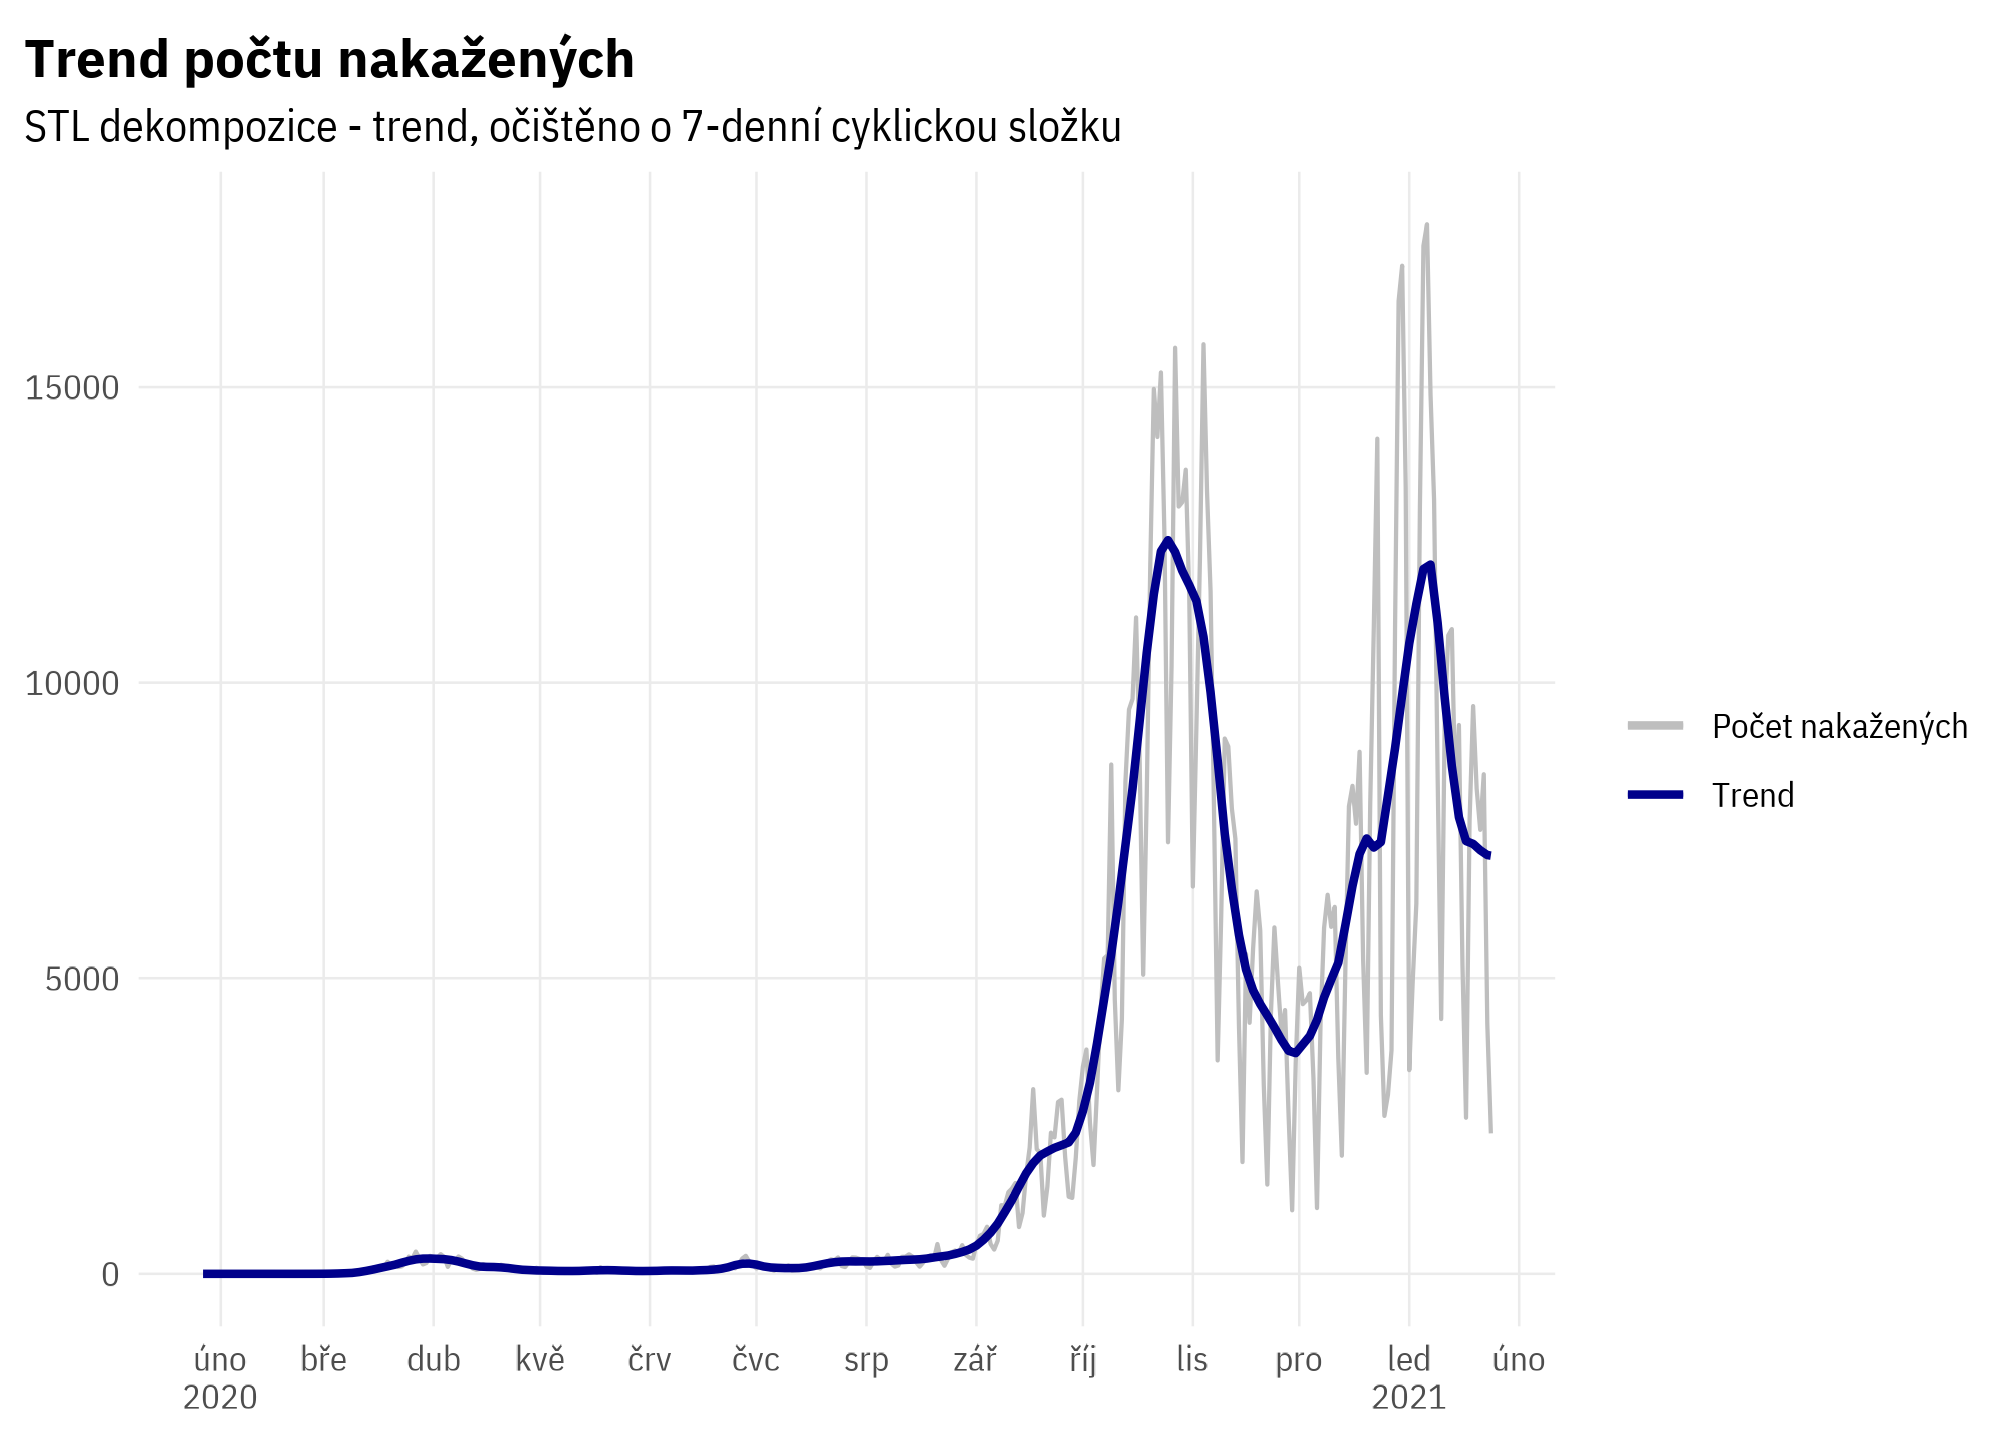 Trend počtu nakažených
STL dekompozice - trend, očištěno o 7-denní cyklickou složku
15000
10000
5000
0
úno bře dub kvě črv čvc srp zář říj lis pro led úno
2020 2021
Počet nakažených
Trend